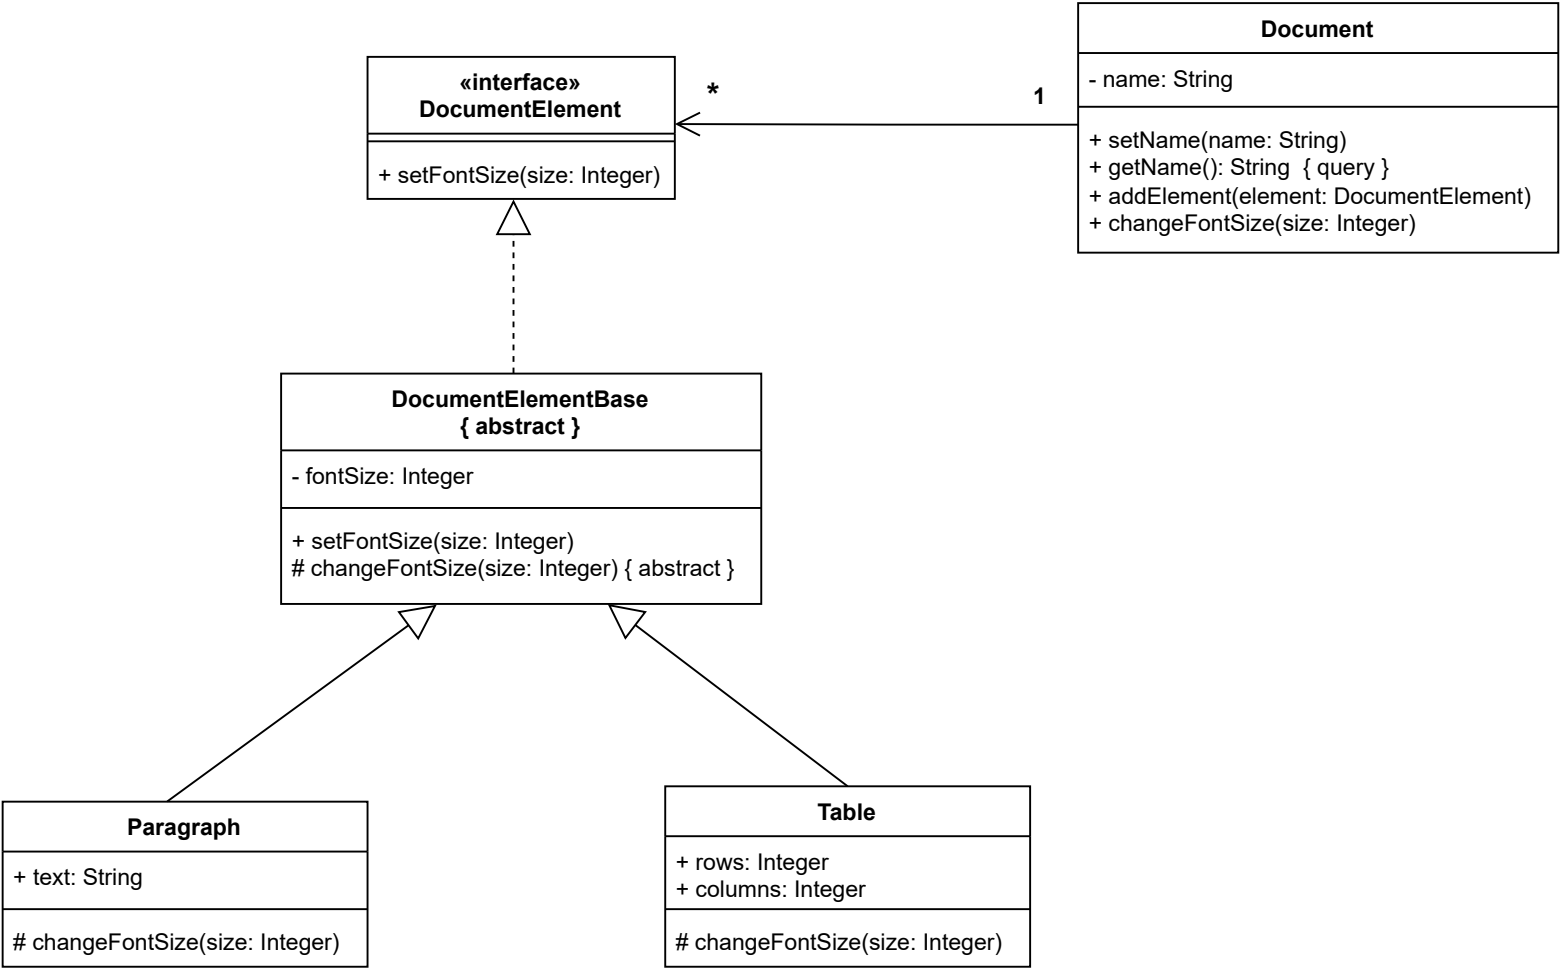 «interface»
DocumentElement
+ setFontSize(size: Integer)
*
1
Document
- name: String
+ setName(name: String)
+ getName(): String { query }
+ addElement(element: DocumentElement)
+ changeFontSize(size: Integer)
DocumentElementBase
{ abstract }
- fontSize: Integer
+ setFontSize(size: Integer)
# changeFontSize(size: Integer) { abstract }
Paragraph
+ text: String
# changeFontSize(size: Integer)
Table
+ rows: Integer
+ columns: Integer
# changeFontSize(size: Integer)